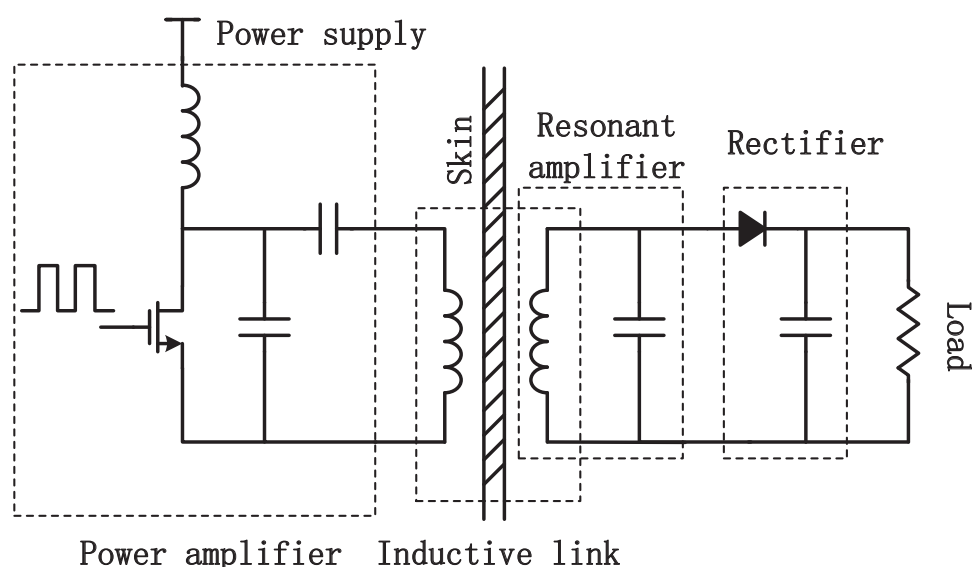 Power supply
Skin
Resonant
amplifier
Rectifier
Load
Power amplifier
Inductive link